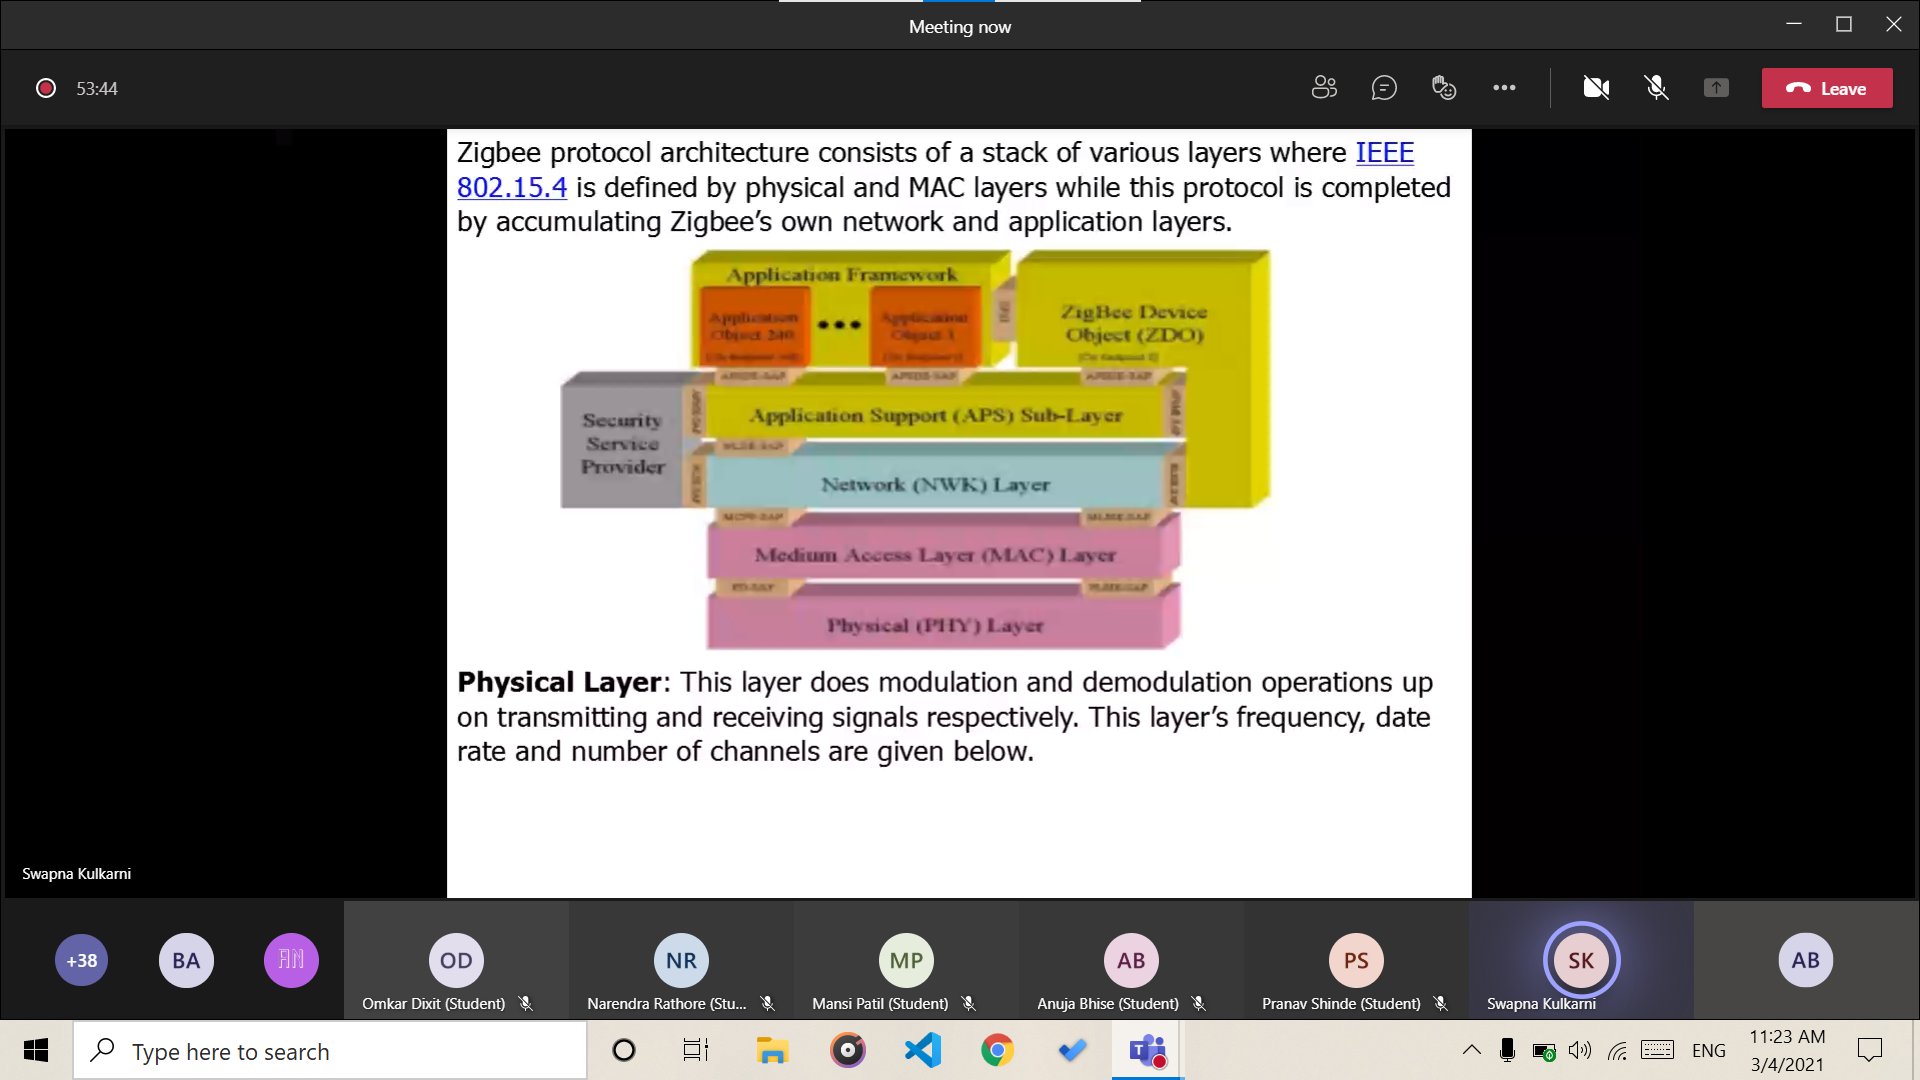 Meeting now
53:44
Leave
Zigbee protocol architecture consists of a stack of various layers where IEEE
802.15.4 is defined by physical and MAC layers while this protocol is completed
by accumulating Zigbee’s own network and application layers.
Application Framework
Application
Object 240
Application
Object 1
ZigBee Device
Object (ZDO)
Application Support (APS) Sub-Layer
Security
Service
Provider
Network (NWK) Layer
Medium Access Layer (MAC) Layer
Physical (PHY) Layer
Physical Layer: This layer does modulation and demodulation operations up
on transmitting and receiving signals respectively. This layer’s frequency, date
rate and number of channels are given below.
Swapna Kulkarni
+38
BA
OD
NR
MP
AB
PS
SK
AB
Omkar Dixit (Student)
Narendra Rathore (Stu...
Mansi Patil (Student)
Anuja Bhise (Student)
Pranav Shinde (Student)
Swapna Kulkarni
Type here to search
ENG
11:23 AM
3/4/2021